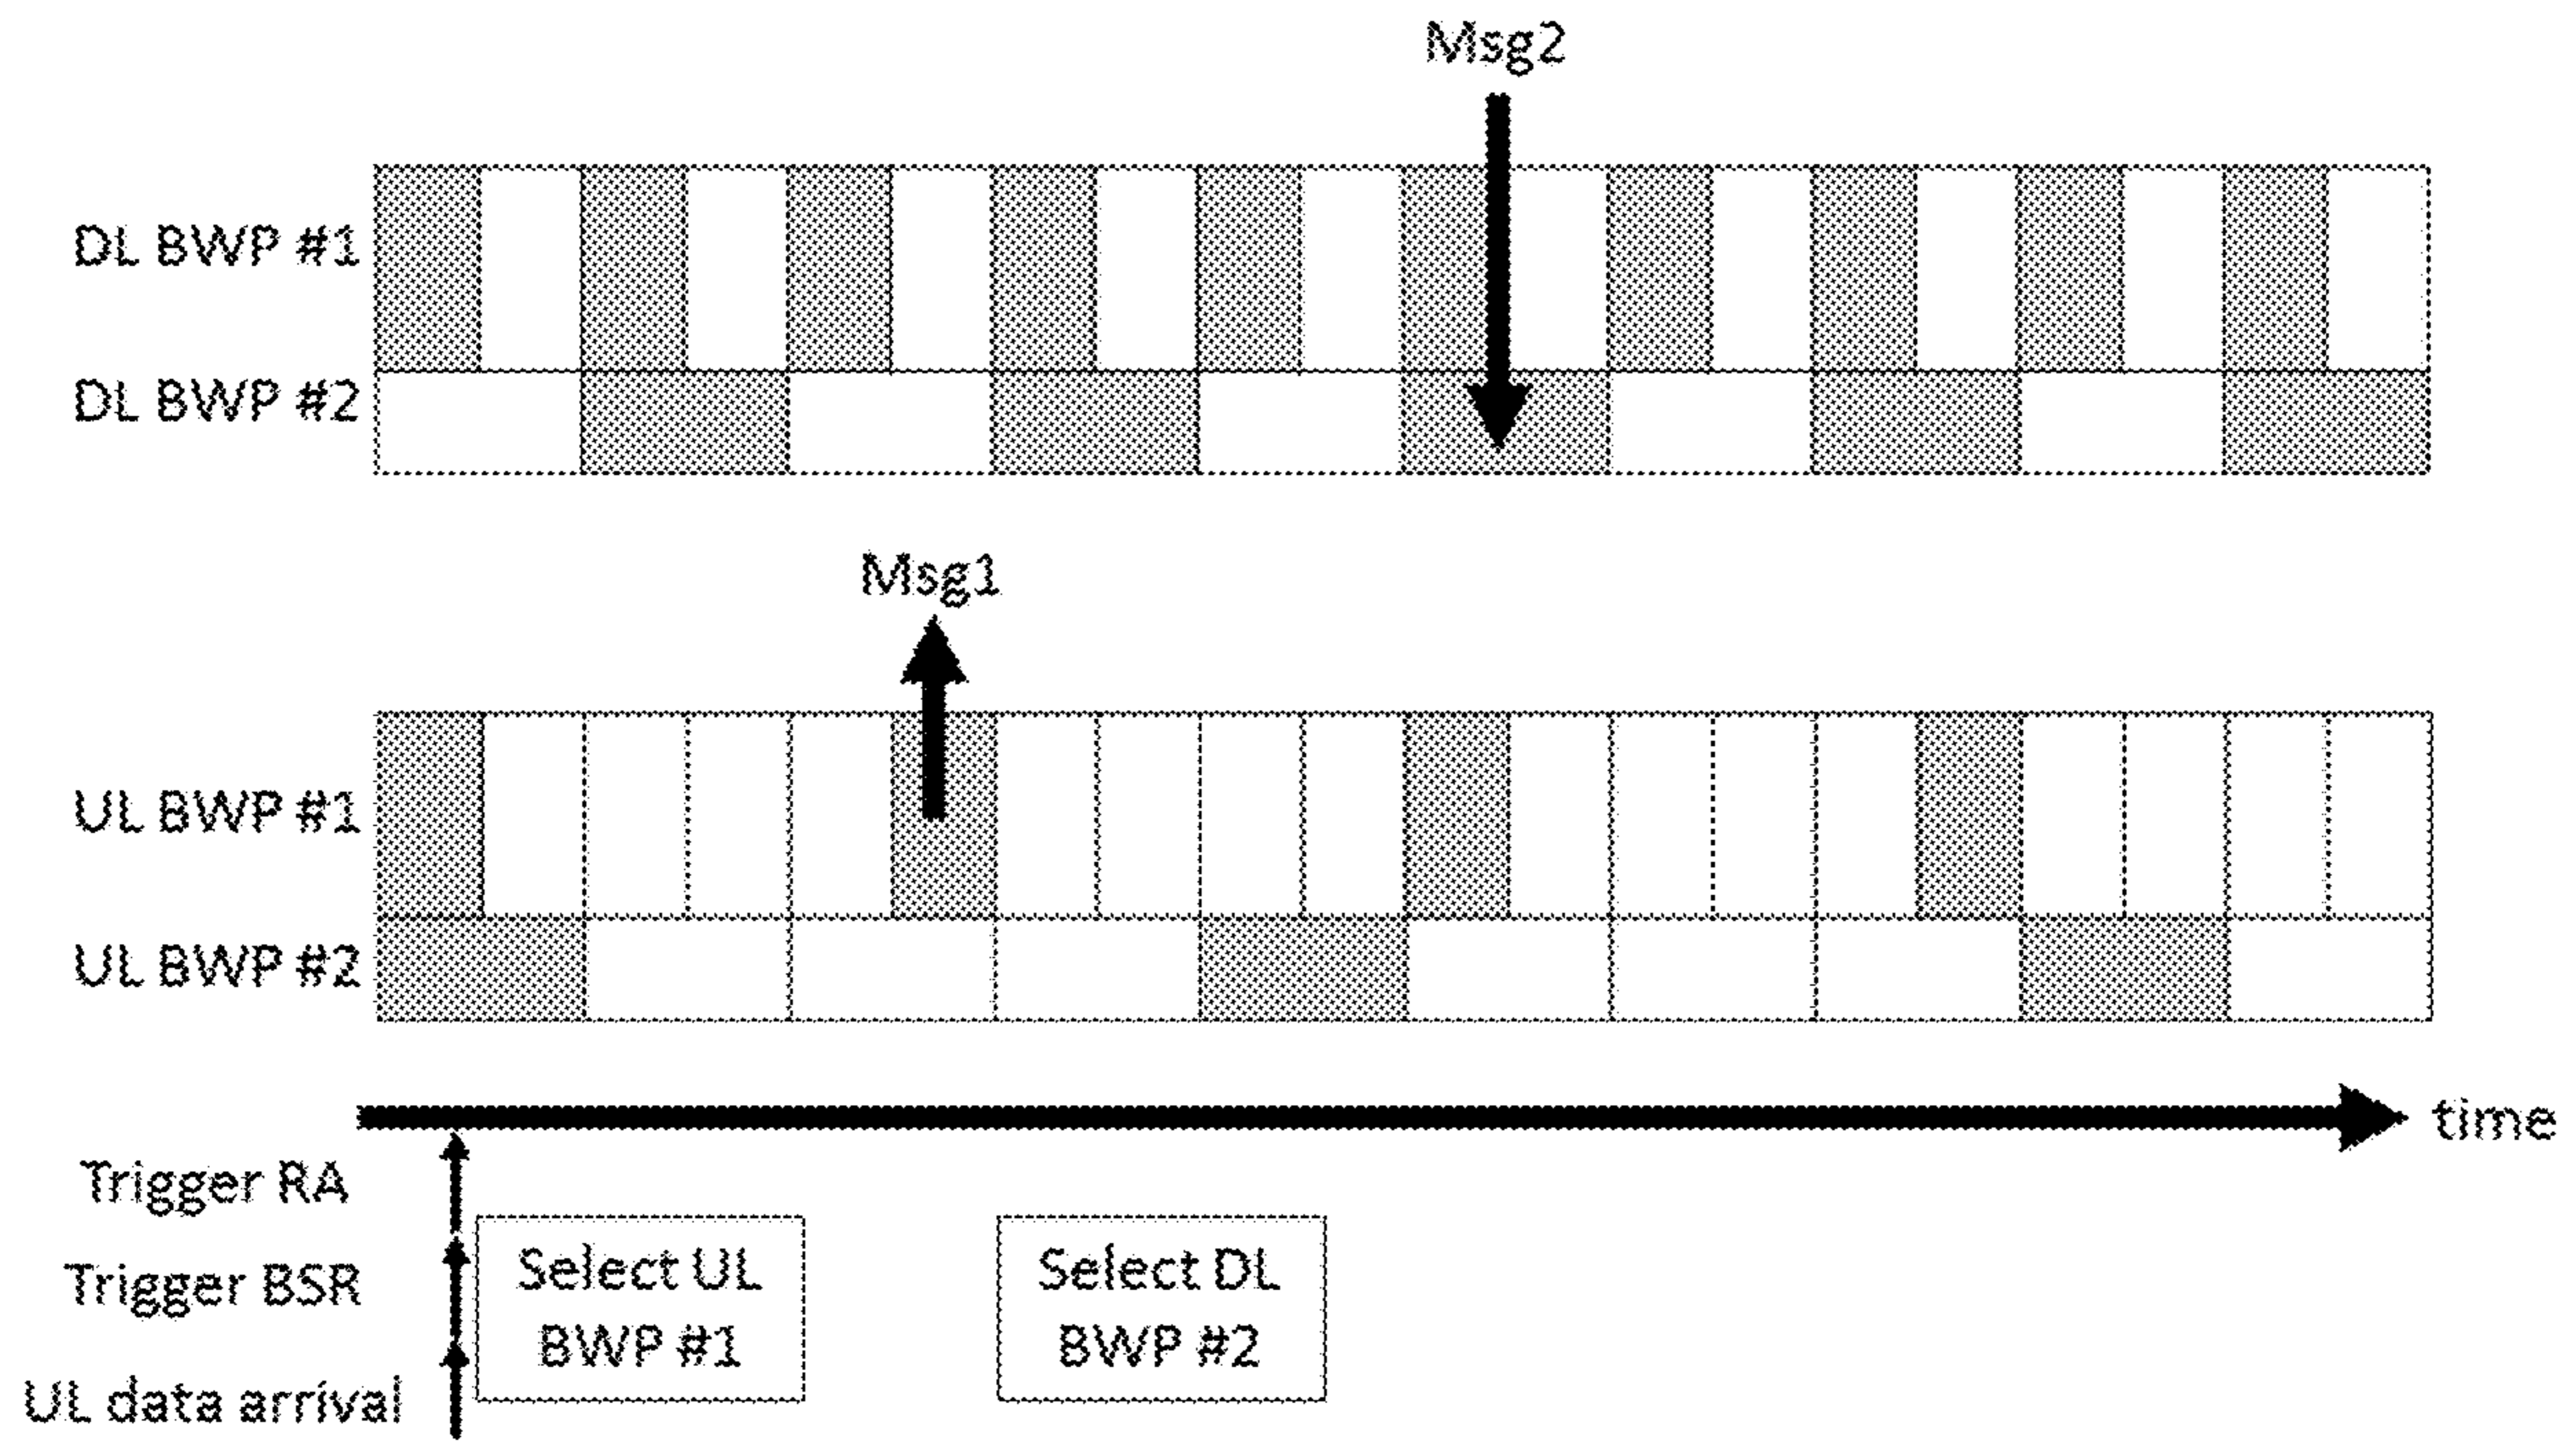 Msg2
DL BWP #1
DL BWP #2
Msg1
UL BWP #1
UL BWP #2
time
Trigger RA
Trigger BSR
UL data arrival
Select UL
BWP #1
Select DL
BWP #2